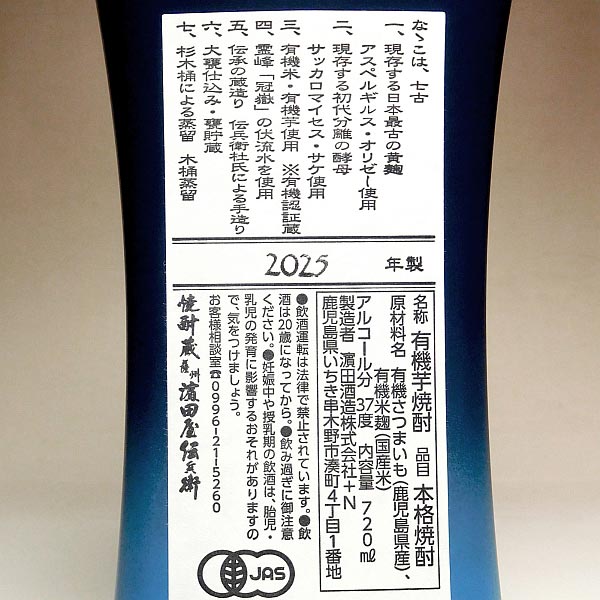 なゝこは、七古
一、現存する日本最古の黄麹
アスペルギルス・オリゼー使用
二、現存する初代分離の酵母
サッカロマイセス・サケ使用
三、有機米・有機芋使用 ※有機認証蔵
四、霊峰「冠嶽」の伏流水を使用
五、伝承の蔵造り 伝兵衛杜氏による手造り
六、大甕仕込み・甕貯蔵
七、杉木桶による蒸留 木桶蒸留
2025 年製
名称 有機芋焼酎 品目 本格焼酎
原材料名 有機さつまいも(鹿児島県産)、
有機米麹(国産米)
アルコール分 37度 内容量 720㎖
製造者 濵田酒造株式会社+N
鹿児島県いちき串木野市湊町4丁目1番地
●飲酒運転は法律で禁止されています。●飲
酒は20歳になってから。●飲み過ぎに御注意
ください。●妊娠中や授乳期の飲酒は、胎児・
乳児の発育に影響するおそれがありますの
で、気をつけましょう。
お客様相談室☎0996-21-5260
焼酎蔵 薩州 濵田屋伝兵衛
JAS